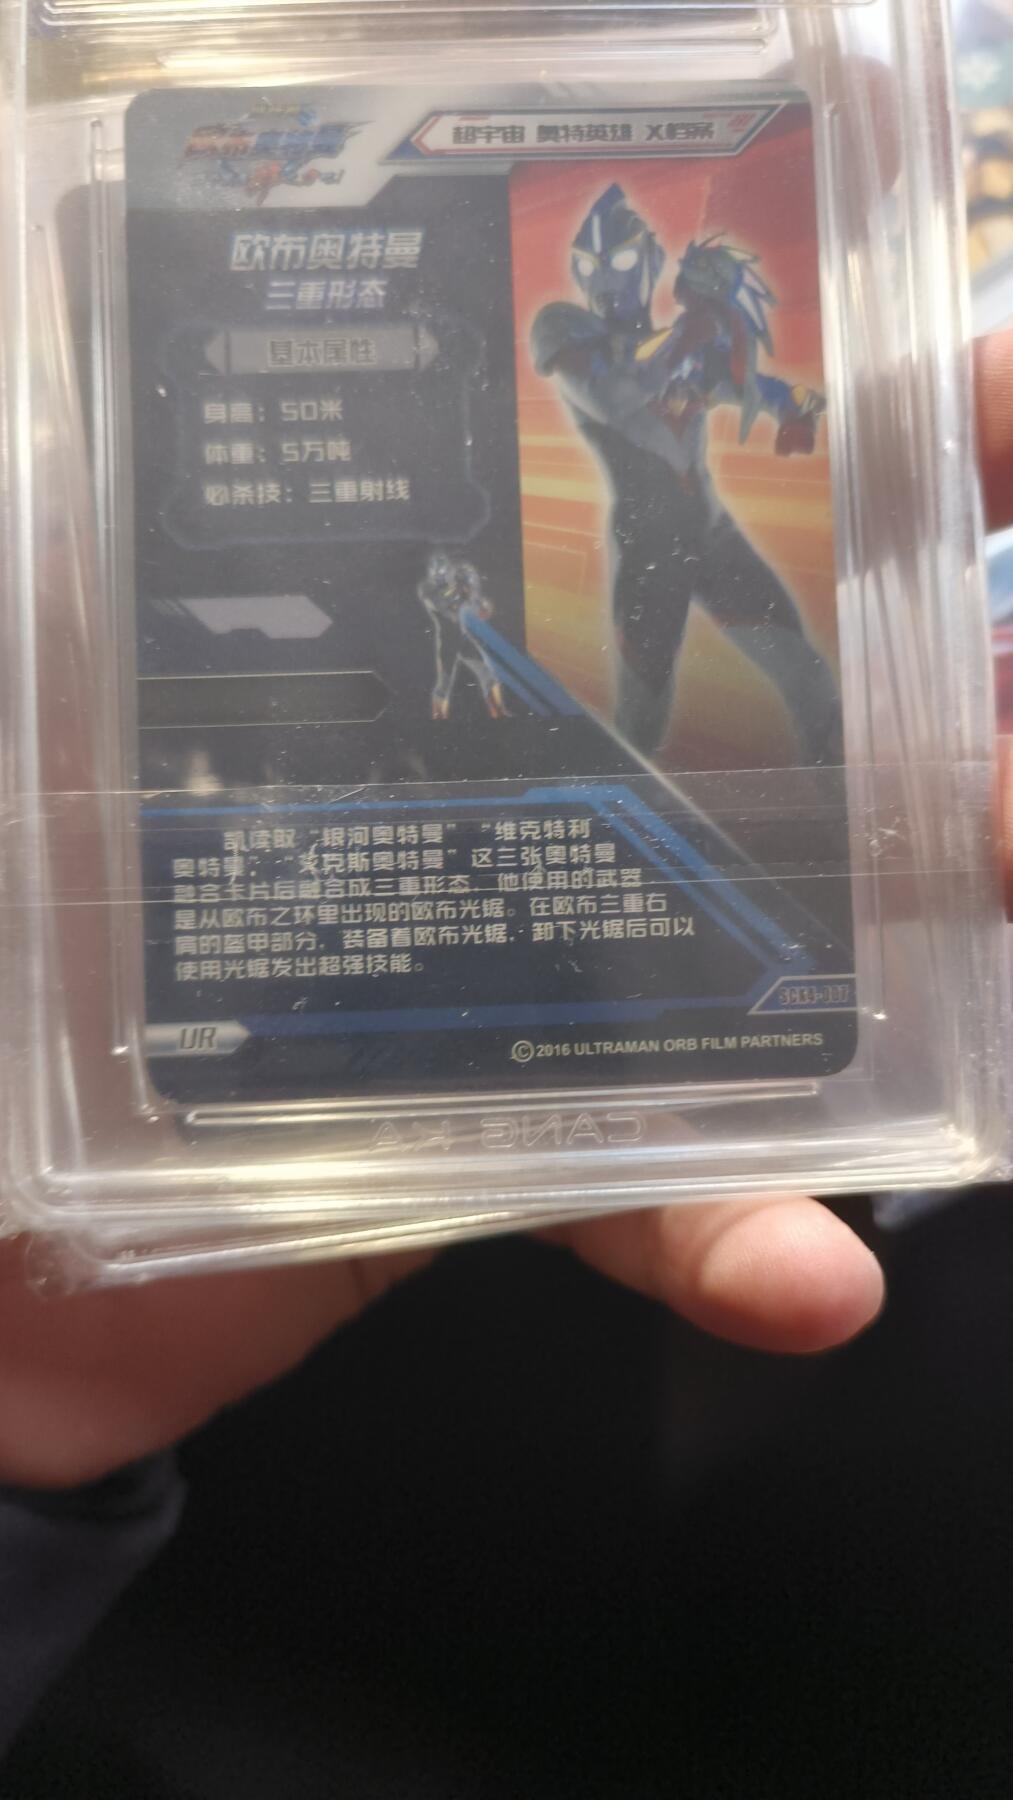 超宇宙 奥特英雄 X档案
欧布奥特曼
三重形态
基本属性
身高：50米
体重：5万吨
必杀技：三重射线
凯读取“银河奥特曼”“维克特利
奥特曼”“艾克斯奥特曼”这三张奥特曼
融合卡片后融合成三重形态，他使用的武器
是从欧布之环里出现的欧布光锯。在欧布三重右
肩的盔甲部分，装备着欧布光锯，卸下光锯后可以
使用光锯发出超强技能。
SCK4-007
UR
©2016 ULTRAMAN ORB FILM PARTNERS
CANG KA